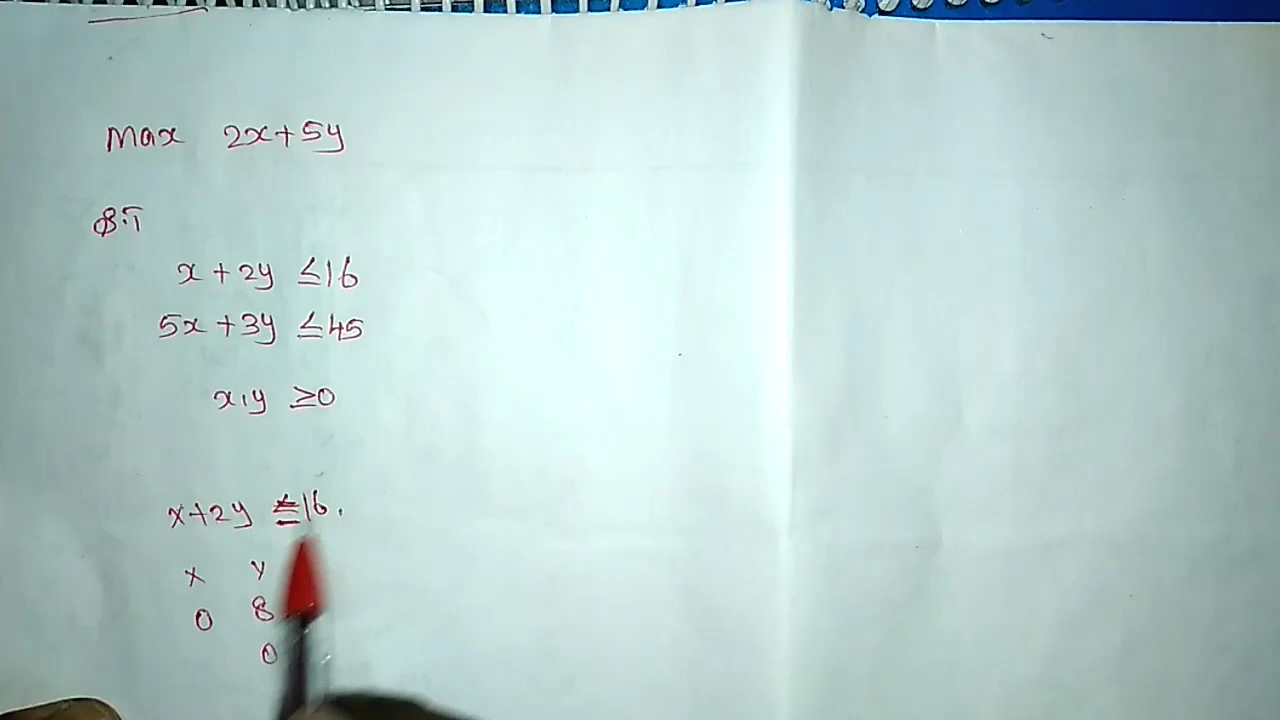 Max 2x+5y
S.T
x + 2y ≤16
5x +3y ≤45
x,y ≥0
x+2y =16.
x y
0 8
0